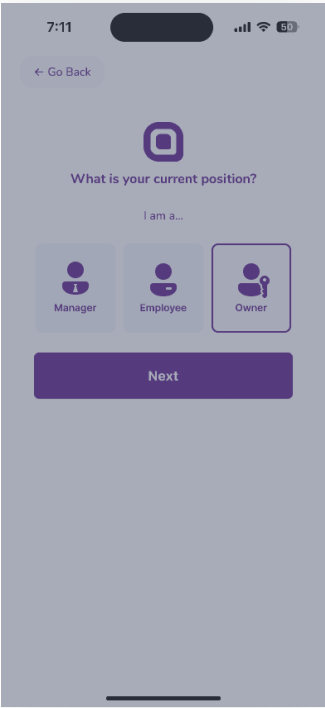 7:11
50
← Go Back
What is your current position?
I am a...
Manager
Employee
Owner
Next